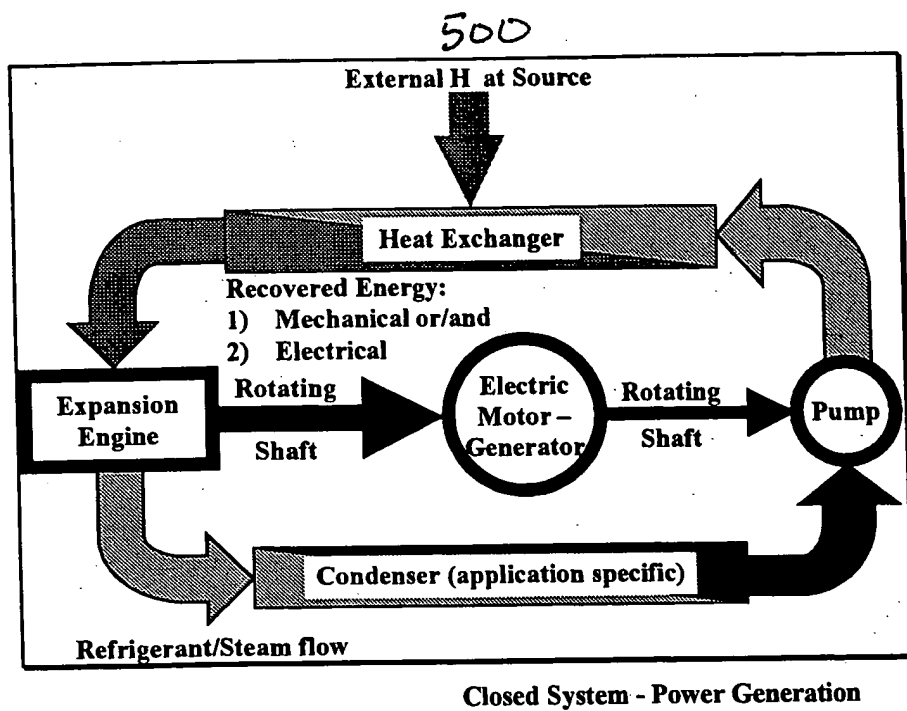 500
External H at Source
Heat Exchanger
Recovered Energy:
1) Mechanical or/and
2) Electrical
Expansion
Engine
Rotating
Shaft
Electric
Motor –
Generator
Rotating
Shaft
Pump
Condenser (application specific)
Refrigerant/Steam flow
Closed System - Power Generation